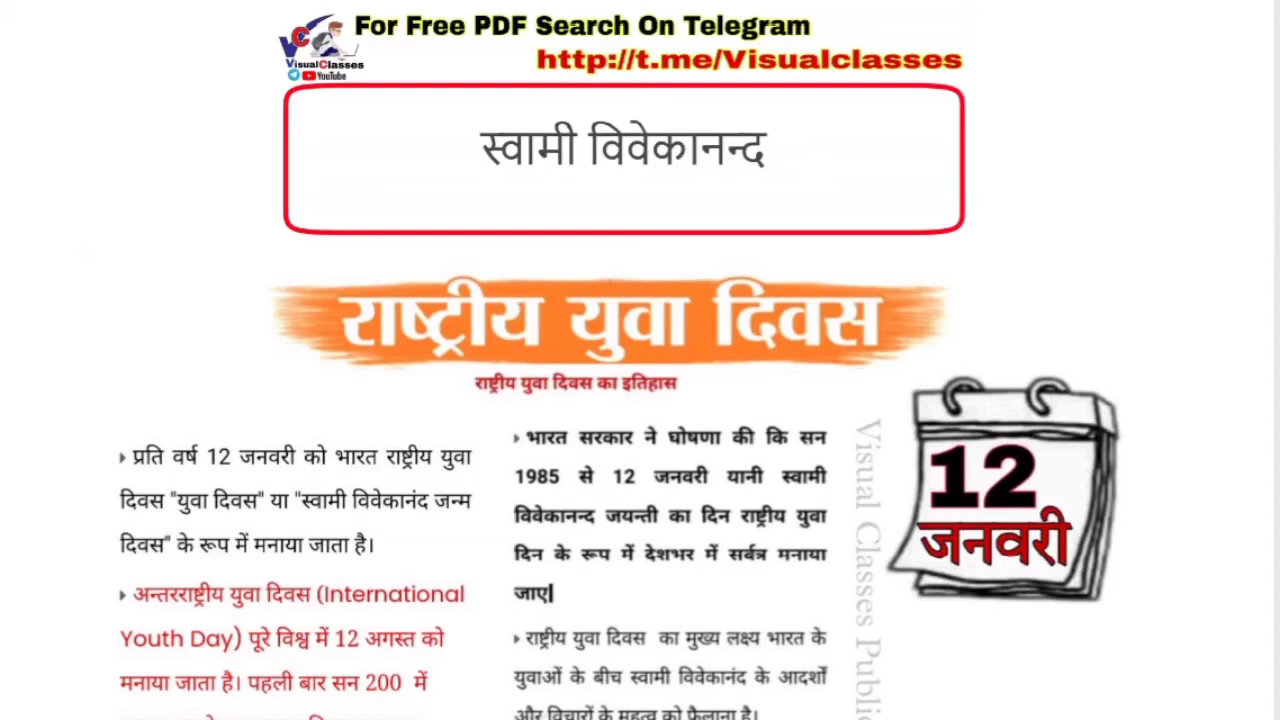 For Free PDF Search On Telegram
http://t.me/Visualclasses
VisualClasses
YouTube
स्वामी विवेकानन्द
राष्ट्रीय युवा दिवस
राष्ट्रीय युवा दिवस का इतिहास
प्रति वर्ष 12 जनवरी को भारत राष्ट्रीय युवा
दिवस "युवा दिवस" या "स्वामी विवेकानंद जन्म
दिवस" के रूप में मनाया जाता है।
अन्तरराष्ट्रीय युवा दिवस (International
Youth Day) पूरे विश्व में 12 अगस्त को
मनाया जाता है। पहली बार सन 200 में
भारत सरकार ने घोषणा की कि सन
1985 से 12 जनवरी यानी स्वामी
विवेकानन्द जयन्ती का दिन राष्ट्रीय युवा
दिन के रूप में देशभर में सर्वत्र मनाया
जाए|
राष्ट्रीय युवा दिवस का मुख्य लक्ष्य भारत के
युवाओं के बीच स्वामी विवेकानंद के आदर्शों
और विचारों के महत्व को फैलाना है।
Visual Classes Public
12
जनवरी